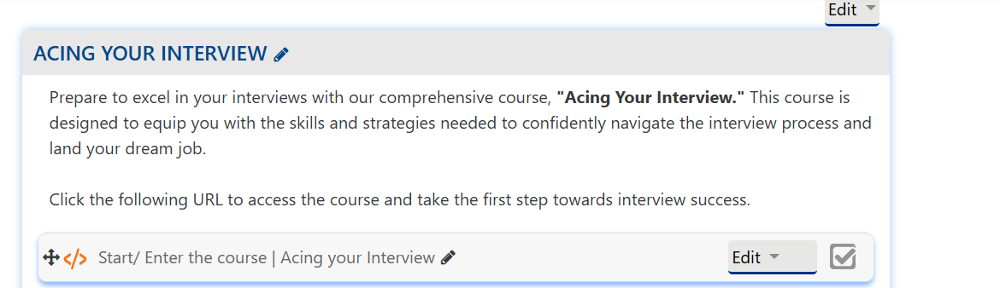 Edit
ACING YOUR INTERVIEW
Prepare to excel in your interviews with our comprehensive course, "Acing Your Interview." This course is
designed to equip you with the skills and strategies needed to confidently navigate the interview process and
land your dream job.
Click the following URL to access the course and take the first step towards interview success.
</> Start/ Enter the course | Acing your Interview Edit